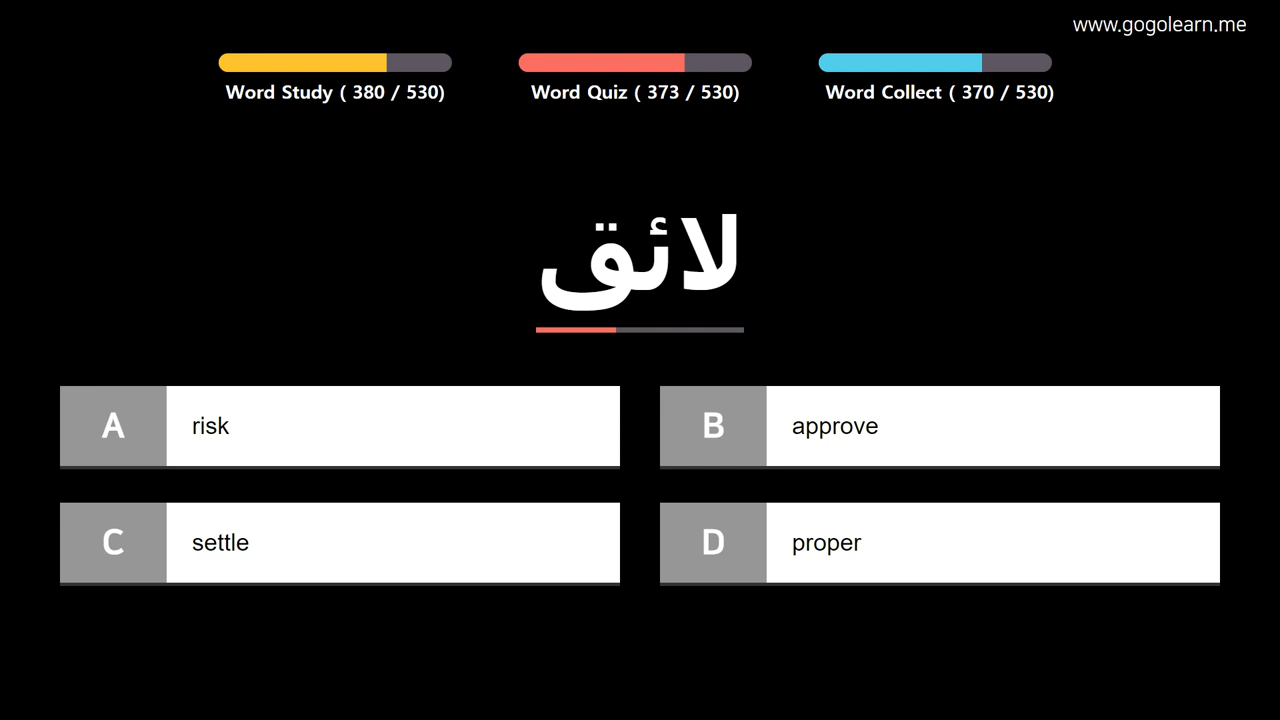 www.gogolearn.me
Word Study ( 380 / 530)
Word Quiz ( 373 / 530)
Word Collect ( 370 / 530)
لائق
A risk
B approve
C settle
D proper